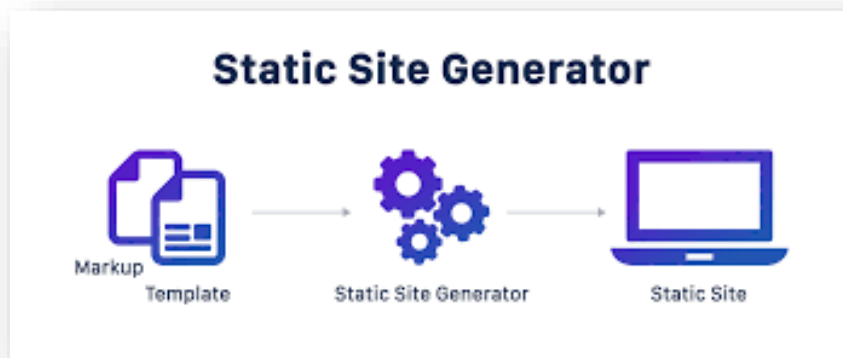 Static Site Generator
Markup
Template
Static Site Generator
Static Site